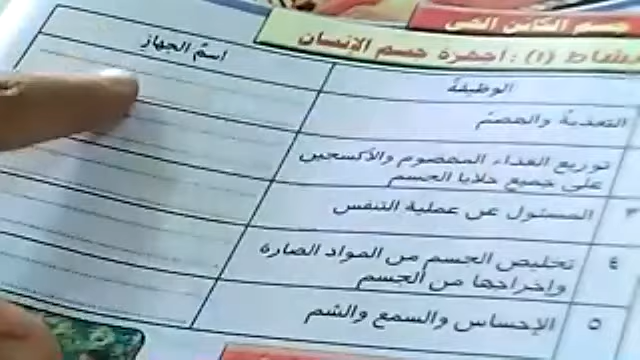 جسم الكائن الحي
نشاط (١) : أجهزة جسم الإنسان
الوظيفة
اسم الجهاز
التغذية والهضم
توزيع الغذاء المهضوم والأكسجين
على جميع خلايا الجسم
٣ المسئول عن عملية التنفس
٤ تخليص الجسم من المواد الضارة
وإخراجها من الجسم
٥ الإحساس والسمع والشم